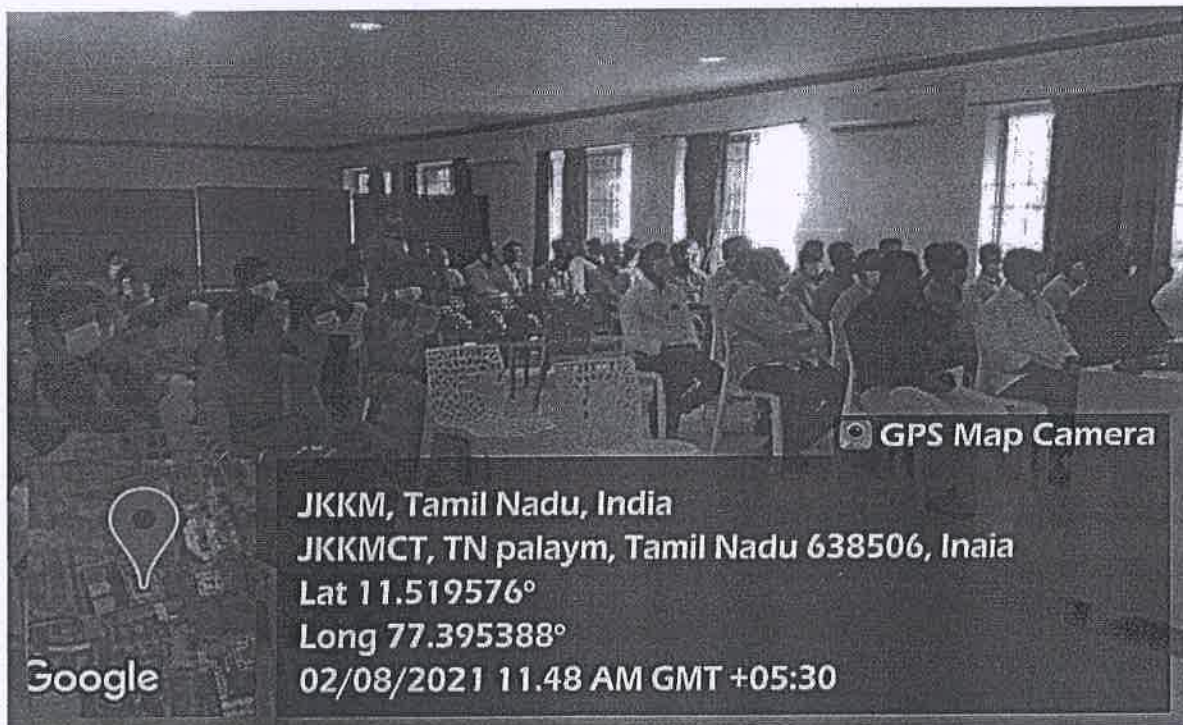 GPS Map Camera
JKKM, Tamil Nadu, India
JKKMCT, TN palaym, Tamil Nadu 638506, Inaia
Lat 11.519576°
Long 77.395388°
02/08/2021 11.48 AM GMT +05:30
Google